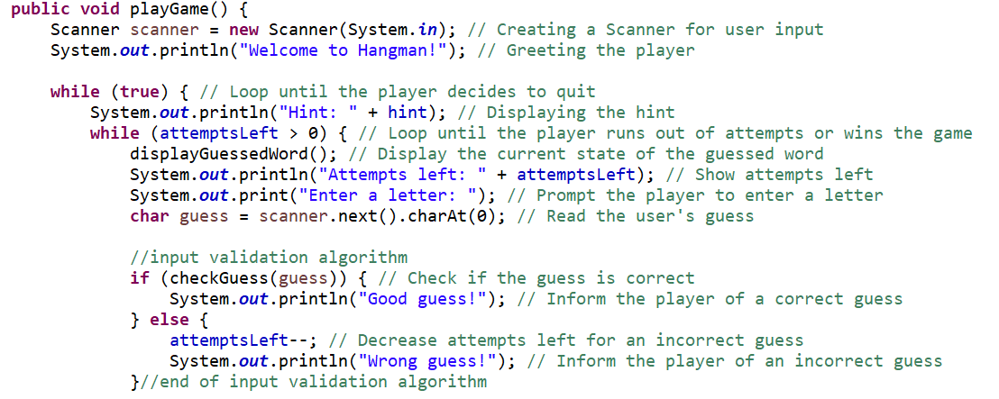 public void playGame() {
    Scanner scanner = new Scanner(System.in); // Creating a Scanner for user input
    System.out.println("Welcome to Hangman!"); // Greeting the player

    while (true) { // Loop until the player decides to quit
        System.out.println("Hint: " + hint); // Displaying the hint
        while (attemptsLeft > 0) { // Loop until the player runs out of attempts or wins the game
            displayGuessedWord(); // Display the current state of the guessed word
            System.out.println("Attempts left: " + attemptsLeft); // Show attempts left
            System.out.print("Enter a letter: "); // Prompt the player to enter a letter
            char guess = scanner.next().charAt(0); // Read the user's guess

            //input validation algorithm
            if (checkGuess(guess)) { // Check if the guess is correct
                System.out.println("Good guess!"); // Inform the player of a correct guess
            } else {
                attemptsLeft--; // Decrease attempts left for an incorrect guess
                System.out.println("Wrong guess!"); // Inform the player of an incorrect guess
            }//end of input validation algorithm